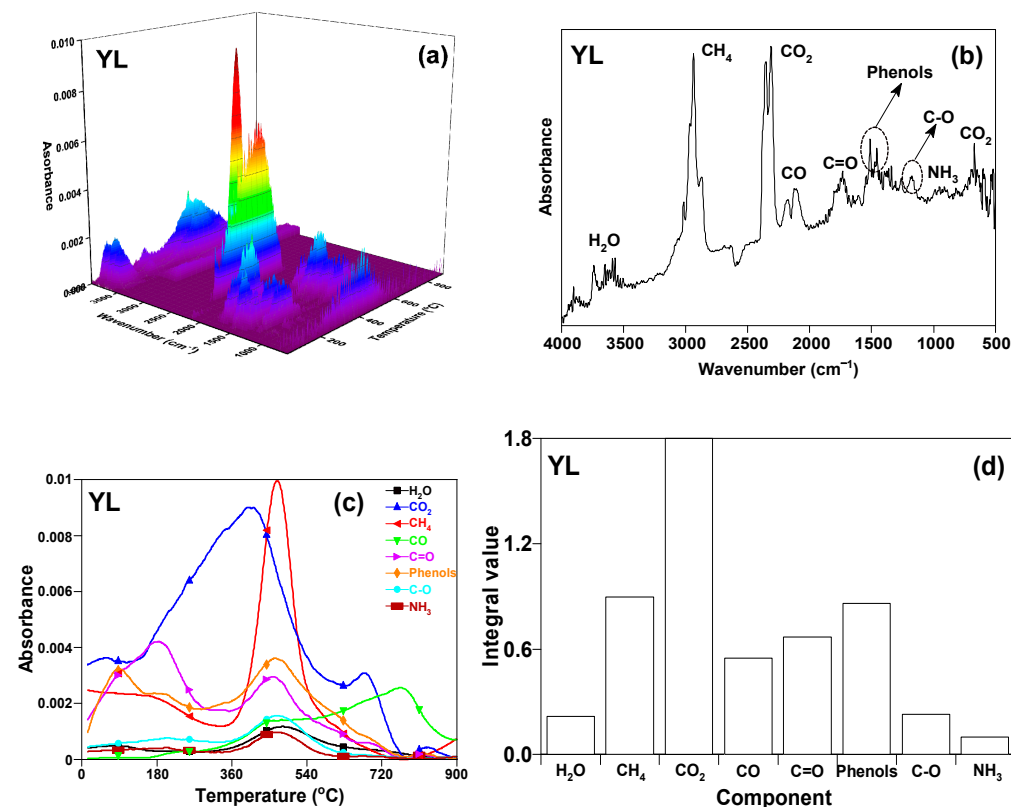 YL
(a)
0.010
0.008
0.006
0.004
0.002
0.000
Asorbance
3500
3000
2500
2000
1500
1000
Wavenumber (cm⁻¹)
200
400
600
800
Temperature (°C)
YL
(b)
CH₄
CO₂
Phenols
C-O
CO₂
C=O
CO
NH₃
H₂O
Absorbance
4000 3500 3000 2500 2000 1500 1000 500
Wavenumber (cm⁻¹)
YL
(c)
0.01
0.008
0.006
0.004
0.002
0
Absorbance
H₂O
CO₂
CH₄
CO
C=O
Phenols
C-O
NH₃
0 180 360 540 720 900
Temperature (°C)
YL
(d)
1.8
1.2
0.6
0.0
Integral value
H₂O CH₄ CO₂ CO C=O Phenols C-O NH₃
Component